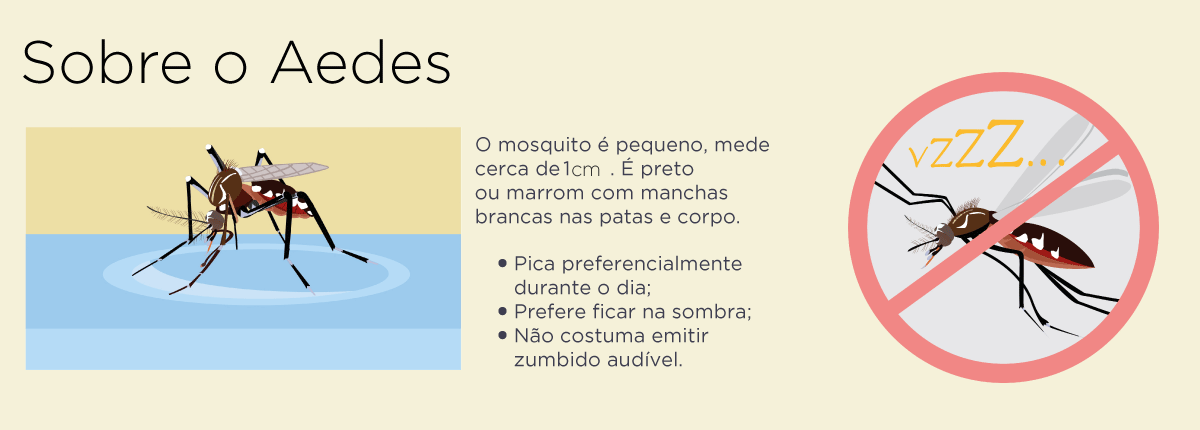 Sobre o Aedes
O mosquito é pequeno, mede
cerca de 1cm . É preto
ou marrom com manchas
brancas nas patas e corpo.
• Pica preferencialmente
durante o dia;
• Prefere ficar na sombra;
• Não costuma emitir
zumbido audível.
vzzz...